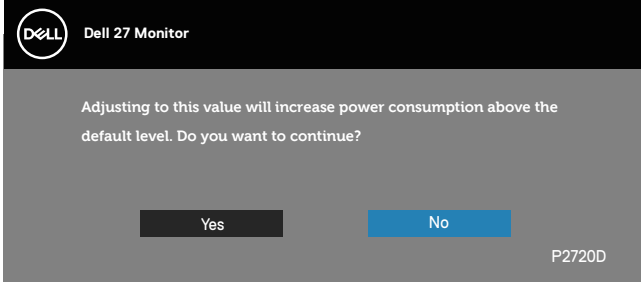 DELL
Dell 27 Monitor
Adjusting to this value will increase power consumption above the
default level. Do you want to continue?
Yes
No
P2720D